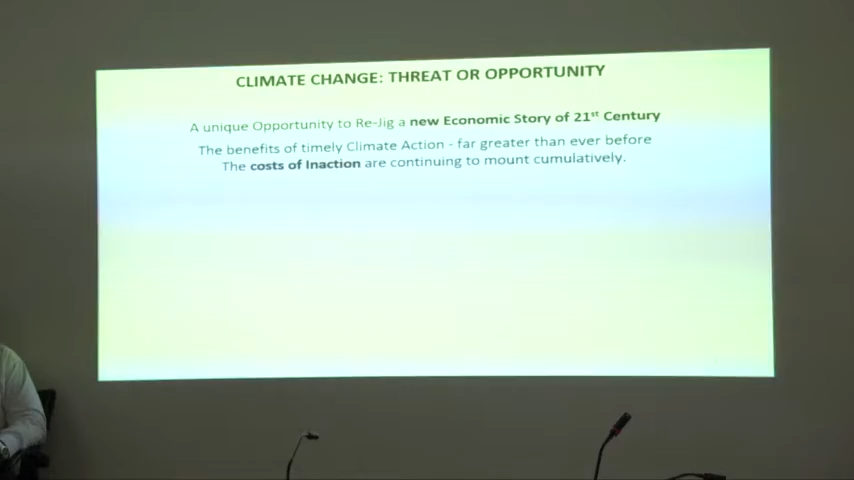 CLIMATE CHANGE: THREAT OR OPPORTUNITY
A unique Opportunity to Re-Jig a new Economic Story of 21st Century
The benefits of timely Climate Action - far greater than ever before
The costs of Inaction are continuing to mount cumulatively.